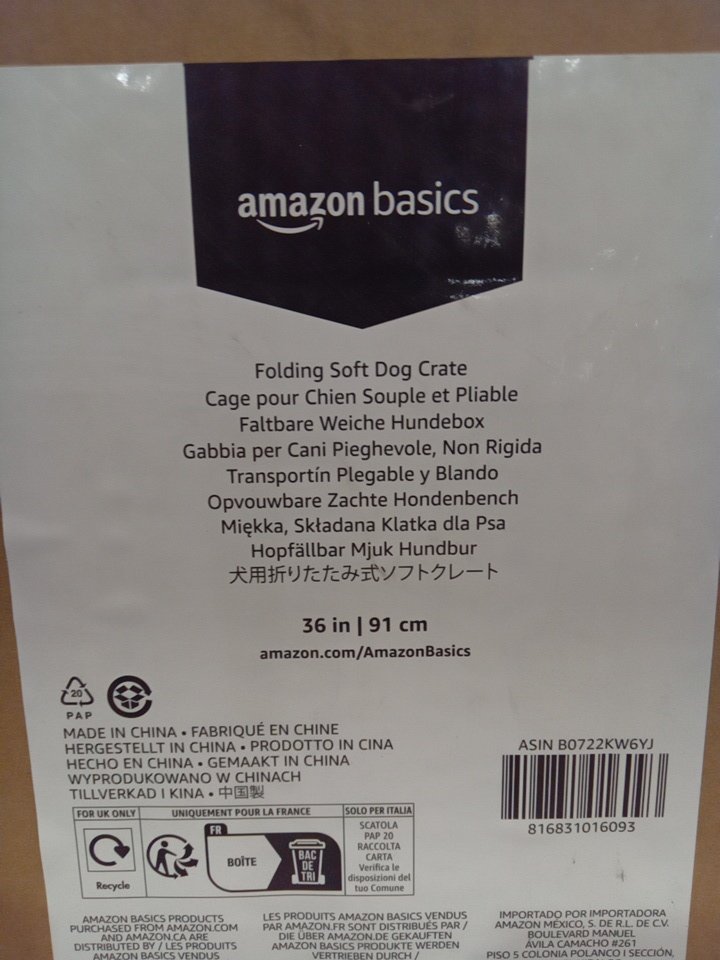 amazon basics
Folding Soft Dog Crate
Cage pour Chien Souple et Pliable
Faltbare Weiche Hundebox
Gabbia per Cani Pieghevole, Non Rigida
Transportín Plegable y Blando
Opvouwbare Zachte Hondenbench
Miękka, Składana Klatka dla Psa
Hopfällbar Mjuk Hundbur
犬用折りたたみ式ソフトクレート
36 in | 91 cm
amazon.com/AmazonBasics
20
PAP
MADE IN CHINA • FABRIQUÉ EN CHINE
HERGESTELLT IN CHINA • PRODOTTO IN CINA
HECHO EN CHINA • GEMAAKT IN CHINA
WYPRODUKOWANO W CHINACH
TILLVERKAD I KINA • 中国製
ASIN B0722KW6YJ
816831016093
FOR UK ONLY
Recycle
UNIQUEMENT POUR LA FRANCE
FR
BOÎTE
BAC
DE
TRI
SOLO PER ITALIA
SCATOLA
PAP 20
RACCOLTA
CARTA
Verifica le
disposizioni del
tuo Comune
AMAZON BASICS PRODUCTS
PURCHASED FROM AMAZON.COM
AND AMAZON.CA ARE
DISTRIBUTED BY / LES PRODUITS
AMAZON BASICS VENDUS
LES PRODUITS AMAZON BASICS VENDUS
PAR AMAZON.FR SONT DISTRIBUÉS PAR /
DIE ÜBER AMAZON.DE GEKAUFTEN
AMAZON BASICS PRODUKTE WERDEN
VERTRIEBEN DURCH /
IMPORTADO POR IMPORTADORA
AMAZON MÉXICO, S. DE R.L. DE C.V.
BOULEVARD MANUEL
ÁVILA CAMACHO #261
PISO 5 COLONIA POLANCO I SECCIÓN,